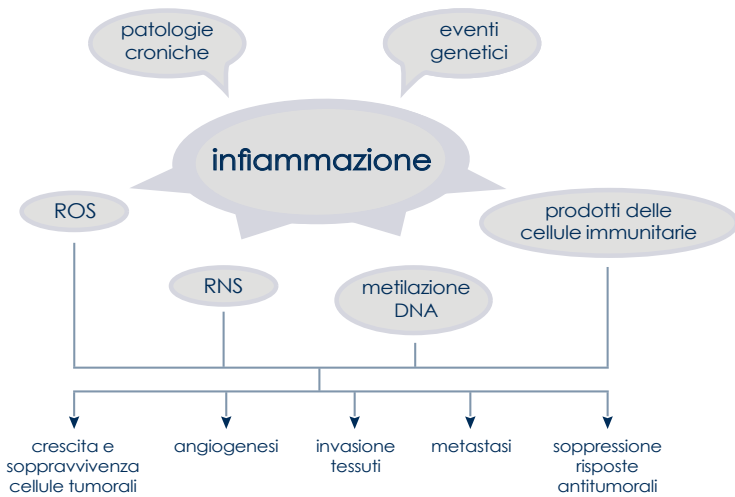 patologie
croniche
eventi
genetici
infiammazione
ROS
prodotti delle
cellule immunitarie
RNS
metilazione
DNA
crescita e
soppravvivenza
cellule tumorali
angiogenesi
invasione
tessuti
metastasi
soppressione
risposte
antitumorali